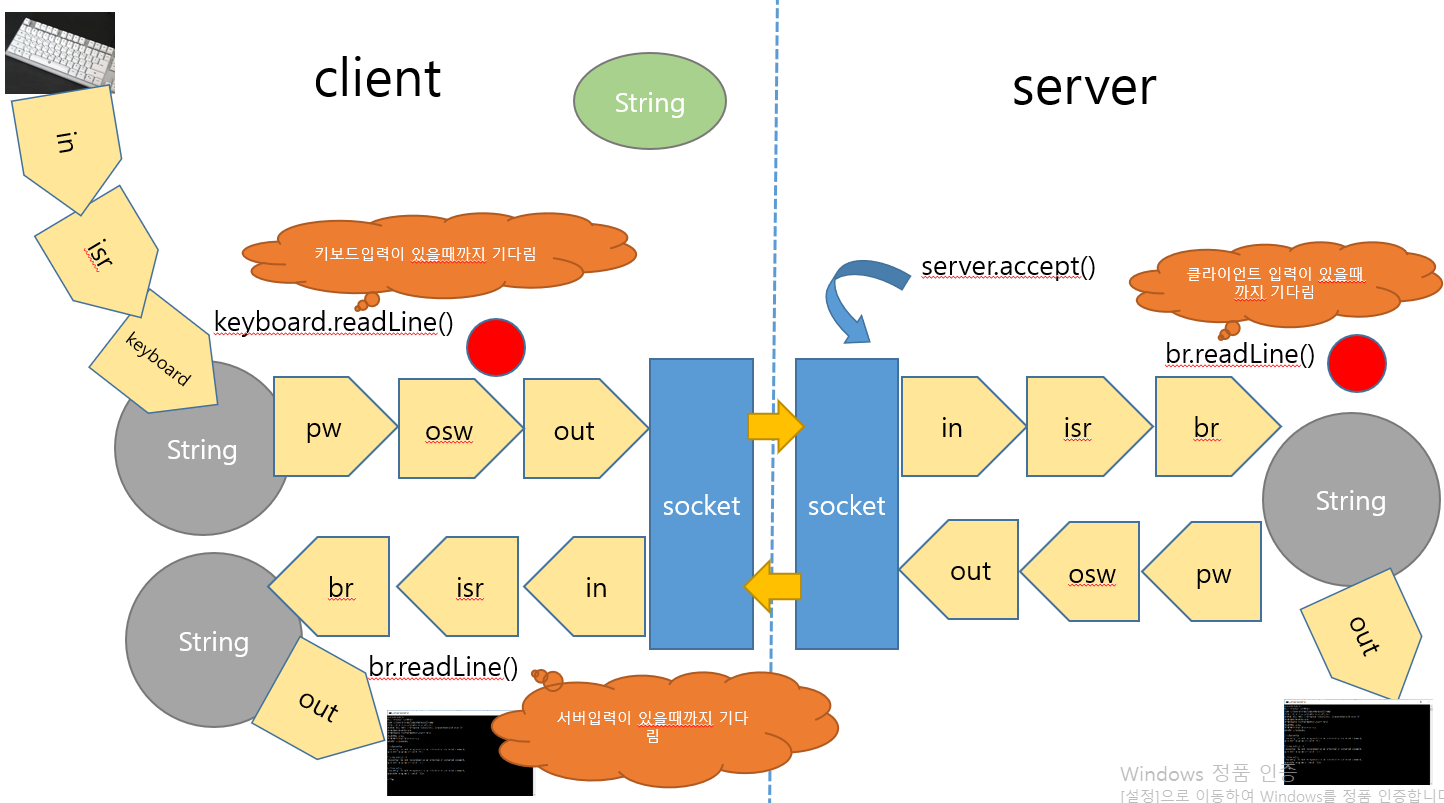 client
server
String
in
isr
키보드입력이 있을때까지 기다림
server.accept()
클라이언트 입력이 있을때
까지 기다림
keyboard.readLine()
br.readLine()
keyboard
String
pw
osw
out
socket
socket
in
isr
br
String
br
isr
in
out
osw
pw
String
out
br.readLine()
out
서버입력이 있을때까지 기다
림
Windows 정품 인증
[설정]으로 이동하여 Windows를 정품 인증합니다